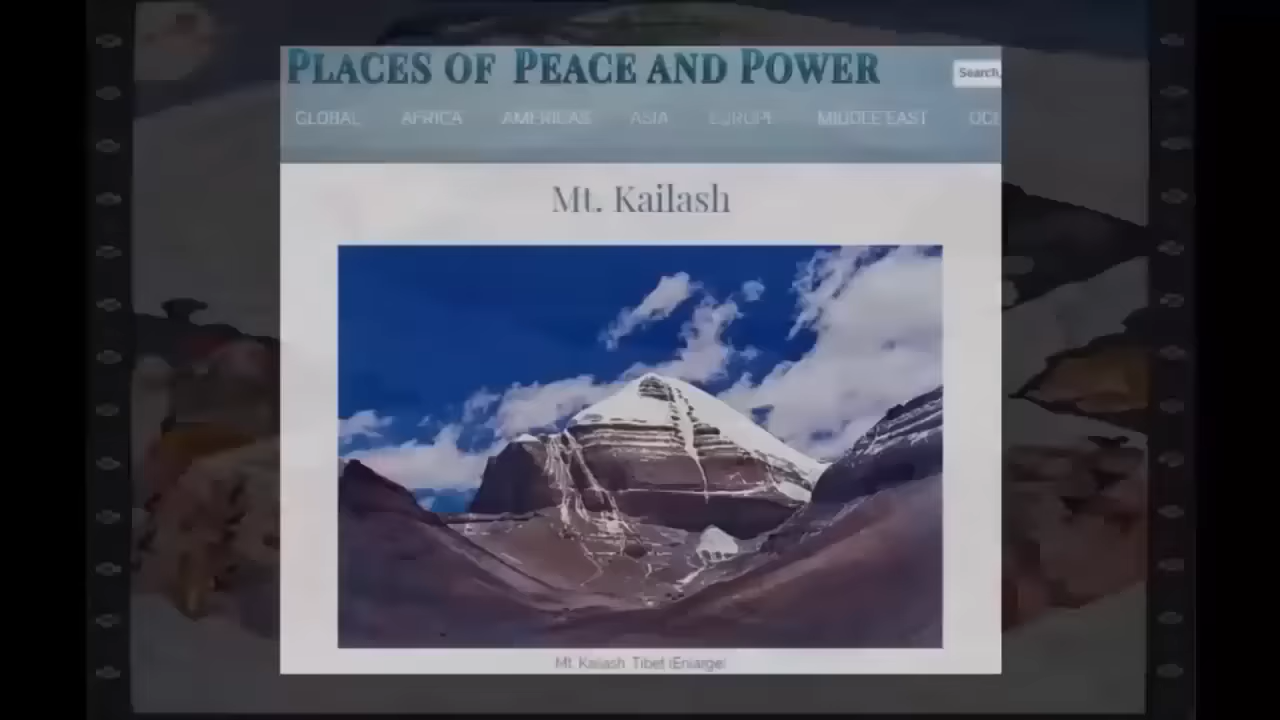 PLACES OF PEACE AND POWER
Search,
GLOBAL AFRICA AMERICAS ASIA EUROPE MIDDLE EAST OCE
Mt. Kailash
Mt. Kailash, Tibet (Enlarge)